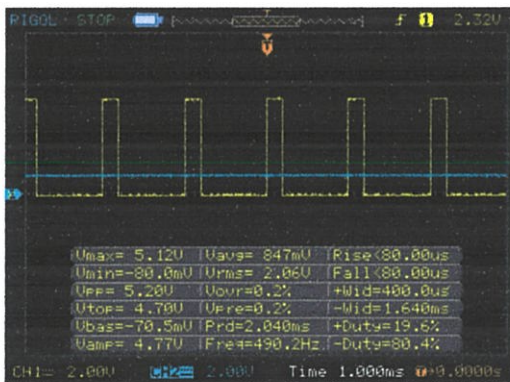 RIGOL STOP 1 2.32V
T
1
Vmax= 5.12V Vavg= 847mV Rise<80.00us
Vmin=-80.0mV Vrms= 2.06V Fall<80.00us
Vpp= 5.20V Vovr=0.2% +Wid=400.0us
Vtop= 4.70V Vpre=0.2% -Wid=1.640ms
Vbas=-70.5mV Prd=2.040ms +Duty=19.6%
Vamp= 4.77V Freq=490.2Hz -Duty=80.4%
CH1= 2.00V CH2= 2.00V Time 1.000ms T→0.0000s